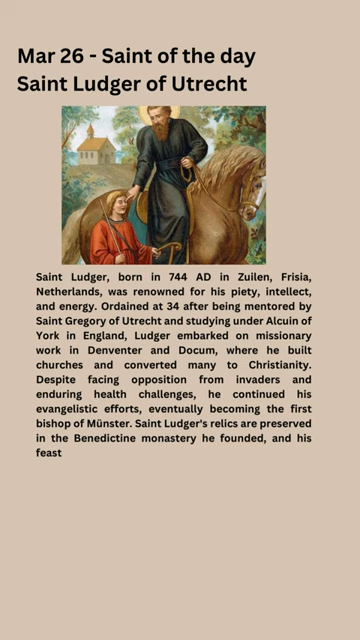 Mar 26 - Saint of the day
Saint Ludger of Utrecht
Saint Ludger, born in 744 AD in Zuilen, Frisia,
Netherlands, was renowned for his piety, intellect,
and energy. Ordained at 34 after being mentored by
Saint Gregory of Utrecht and studying under Alcuin of
York in England, Ludger embarked on missionary
work in Denventer and Docum, where he built
churches and converted many to Christianity.
Despite facing opposition from invaders and
enduring health challenges, he continued his
evangelistic efforts, eventually becoming the first
bishop of Münster. Saint Ludger's relics are preserved
in the Benedictine monastery he founded, and his
feast